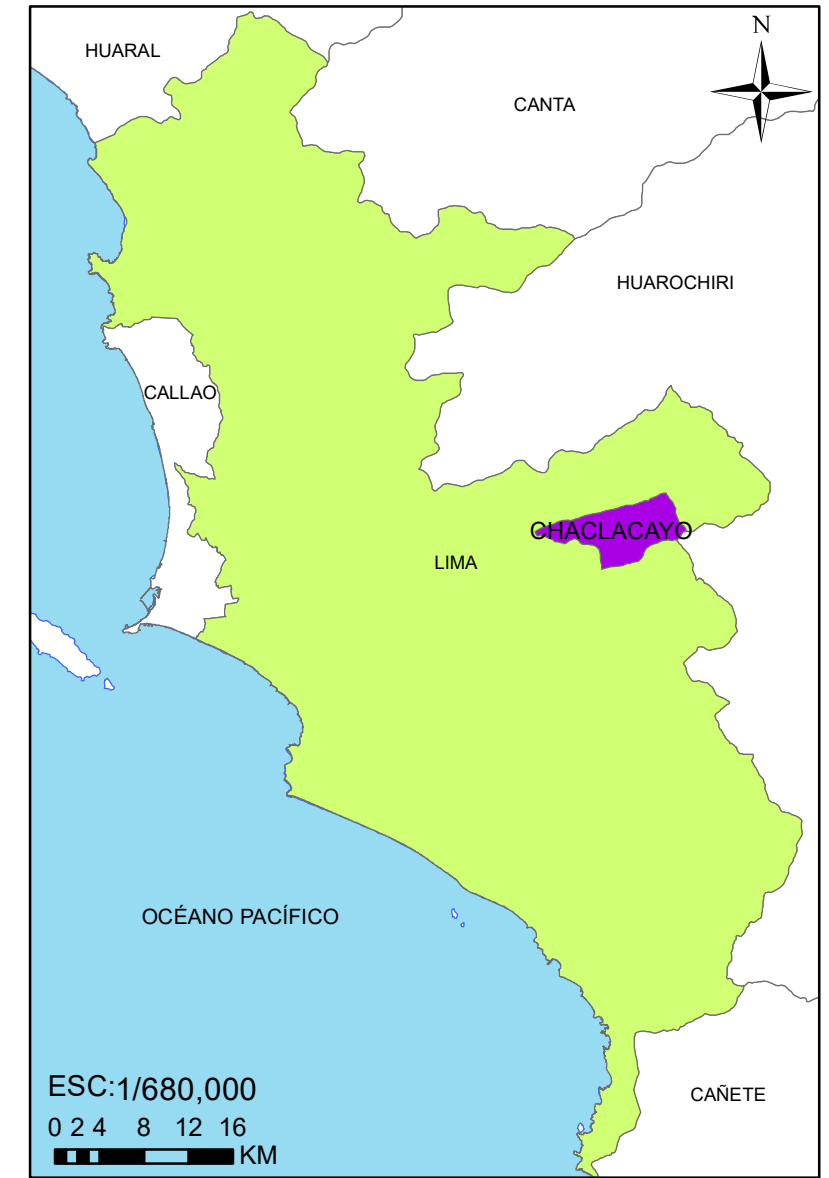 N
HUARAL
CANTA
HUAROCHIRI
CALLAO
CHACLACAYO
LIMA
OCÉANO PACÍFICO
ESC:1/680,000
CAÑETE
0 2 4 8 12 16
KM